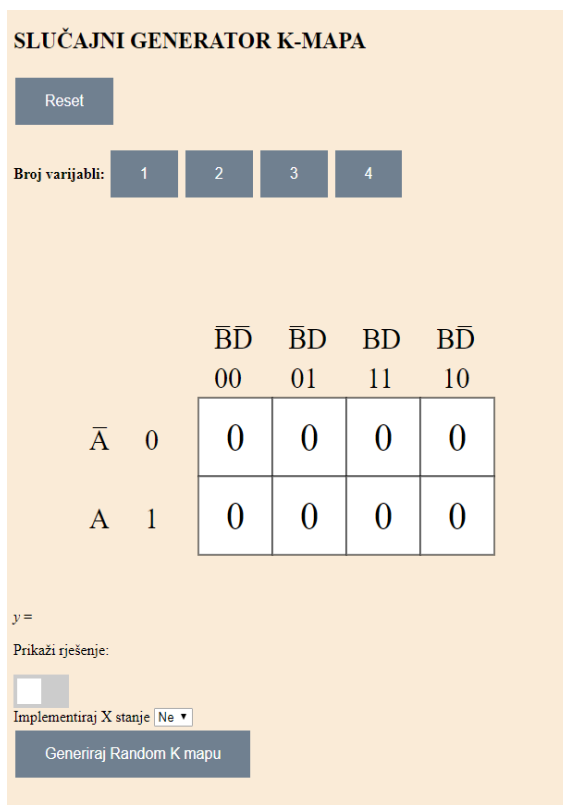 SLUČAJNI GENERATOR K-MAPA
Reset
Broj varijabli: 1 2 3 4
B̅D̅ B̅D BD BD̅
00 01 11 10
A̅ 0 0 0 0 0
A 1 0 0 0 0
y =
Prikaži rješenje:
Implementiraj X stanje Ne
Generiraj Random K mapu